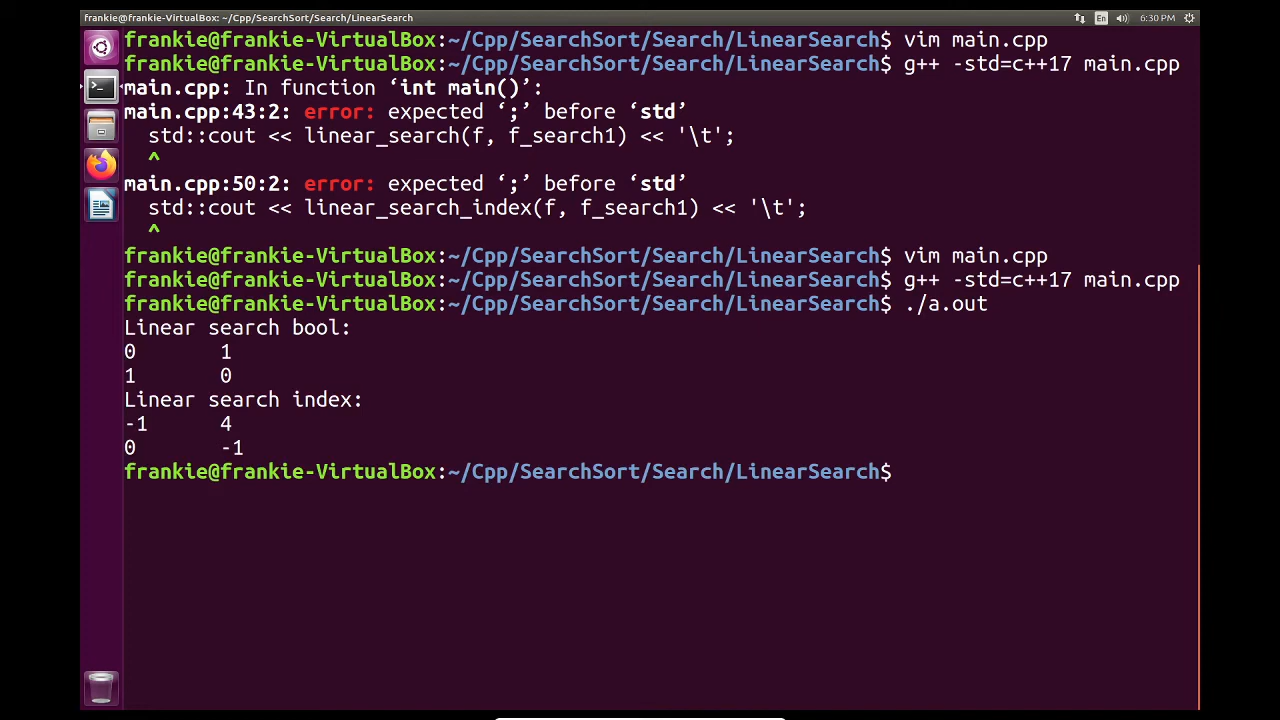 frankie@frankie-VirtualBox: ~/Cpp/SearchSort/Search/LinearSearch
En
6:30 PM
frankie@frankie-VirtualBox:~/Cpp/SearchSort/Search/LinearSearch$ vim main.cpp
frankie@frankie-VirtualBox:~/Cpp/SearchSort/Search/LinearSearch$ g++ -std=c++17 main.cpp
main.cpp: In function ‘int main()’:
main.cpp:43:2: error: expected ‘;’ before ‘std’
  std::cout << linear_search(f, f_search1) << '\t';
  ^
main.cpp:50:2: error: expected ‘;’ before ‘std’
  std::cout << linear_search_index(f, f_search1) << '\t';
  ^
frankie@frankie-VirtualBox:~/Cpp/SearchSort/Search/LinearSearch$ vim main.cpp
frankie@frankie-VirtualBox:~/Cpp/SearchSort/Search/LinearSearch$ g++ -std=c++17 main.cpp
frankie@frankie-VirtualBox:~/Cpp/SearchSort/Search/LinearSearch$ ./a.out
Linear search bool:
0       1
1       0
Linear search index:
-1      4
0       -1
frankie@frankie-VirtualBox:~/Cpp/SearchSort/Search/LinearSearch$